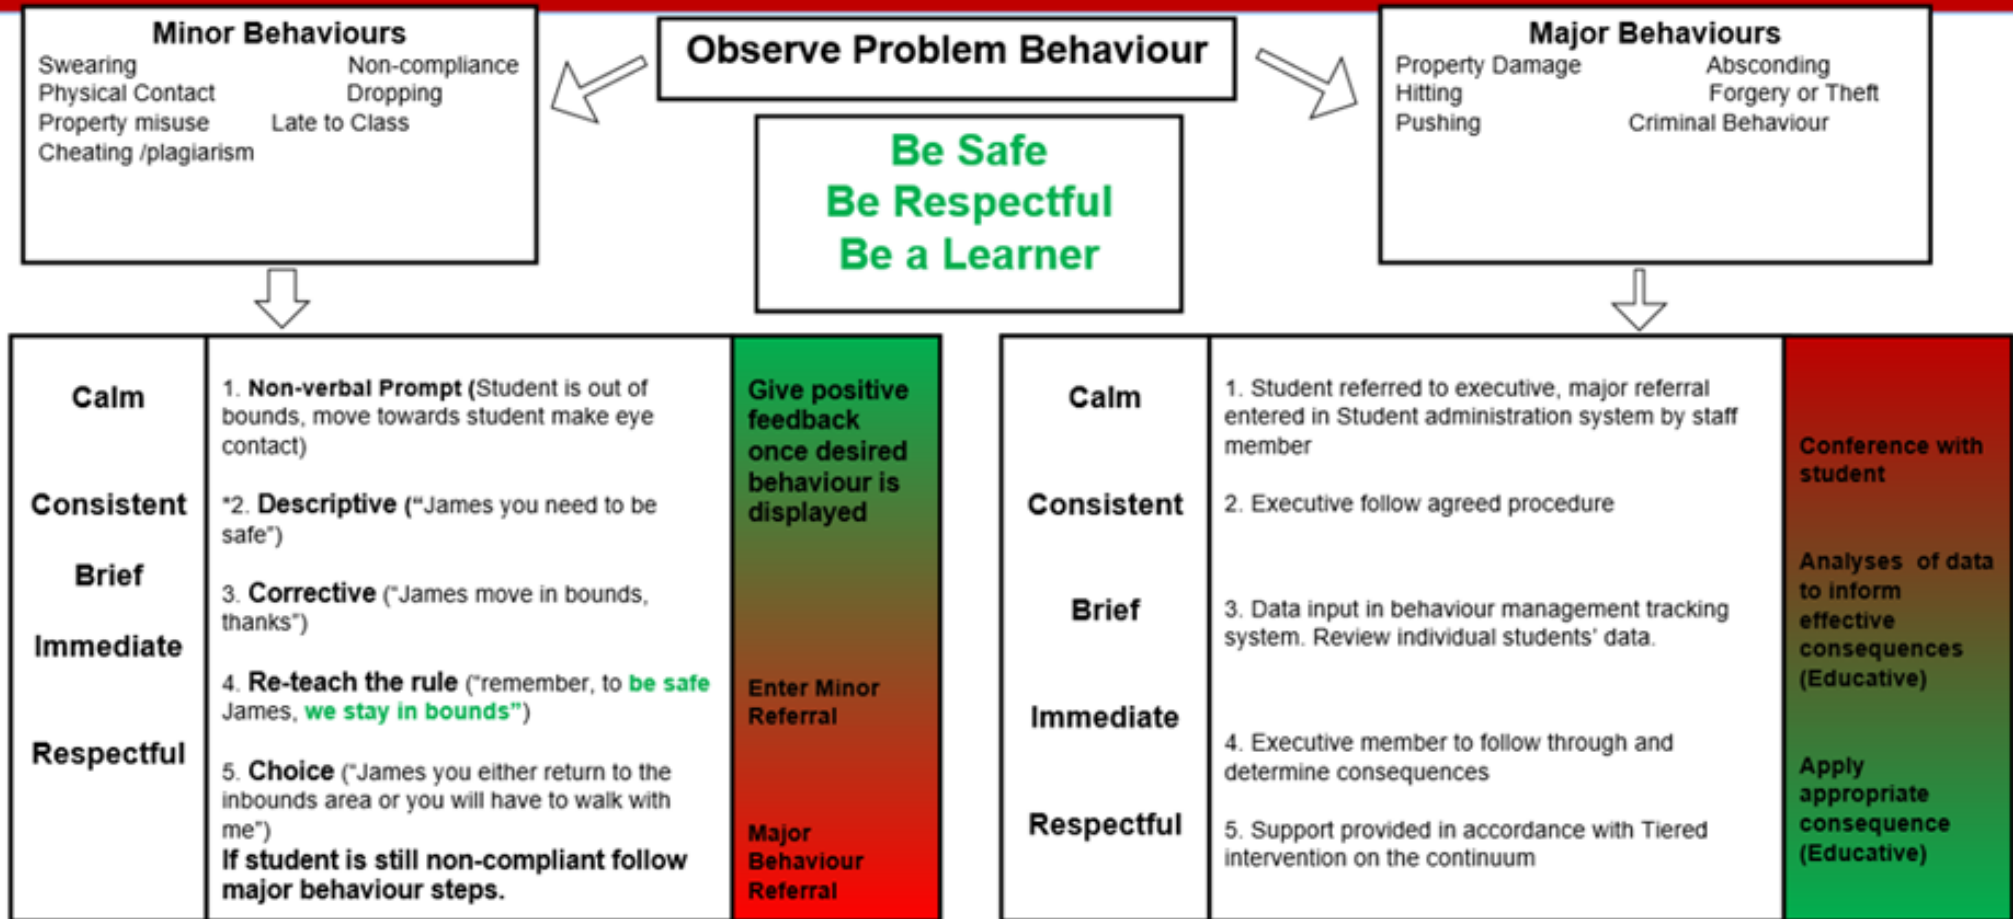 Observe Problem Behaviour
Minor Behaviours
Swearing Non-compliance
Physical Contact Dropping
Property misuse Late to Class
Cheating /plagiarism
Be Safe
Be Respectful
Be a Learner
Major Behaviours
Property Damage Absconding
Hitting Forgery or Theft
Pushing Criminal Behaviour
Calm
Consistent
Brief
Immediate
Respectful
1. Non-verbal Prompt (Student is out of
bounds, move towards student make eye
contact)
*2. Descriptive (“James you need to be
safe”)
3. Corrective (“James move in bounds,
thanks”)
4. Re-teach the rule (“remember, to be safe
James, we stay in bounds”)
5. Choice (“James you either return to the
inbounds area or you will have to walk with
me”)
If student is still non-compliant follow
major behaviour steps.
Give positive
feedback
once desired
behaviour is
displayed
Enter Minor
Referral
Major
Behaviour
Referral
Calm
Consistent
Brief
Immediate
Respectful
1. Student referred to executive, major referral
entered in Student administration system by staff
member
2. Executive follow agreed procedure
3. Data input in behaviour management tracking
system. Review individual students’ data.
4. Executive member to follow through and
determine consequences
5. Support provided in accordance with Tiered
intervention on the continuum
Conference with
student
Analyses of data
to inform
effective
consequences
(Educative)
Apply
appropriate
consequence
(Educative)